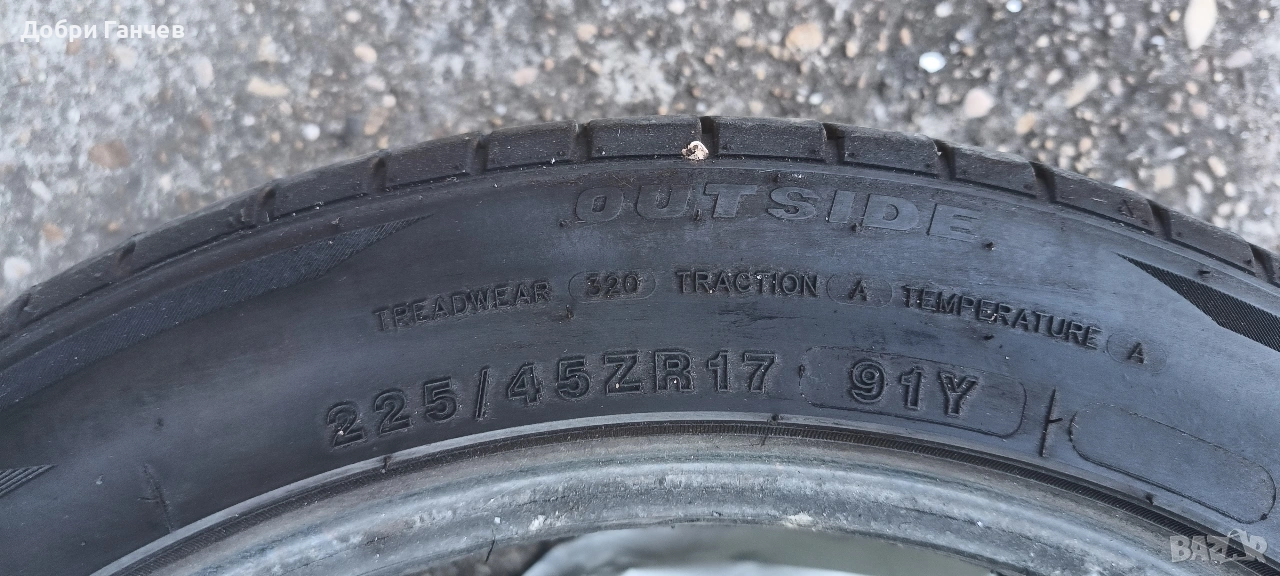 Добри Ганчев
OUTSIDE
TREADWEAR 320 TRACTION A TEMPERATURE A
225/45ZR17 91Y
BAZAR